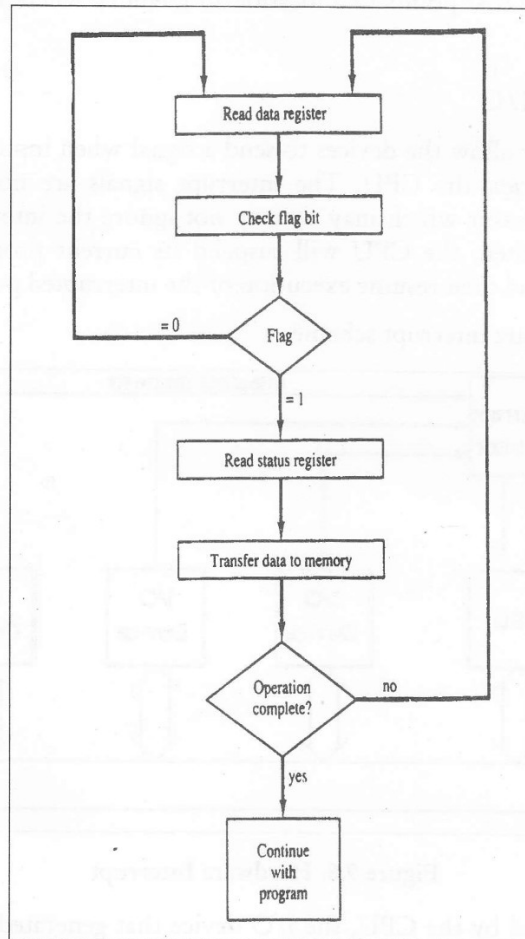 Read data register
Check flag bit
= 0
Flag
= 1
Read status register
Transfer data to memory
Operation
complete?
no
yes
Continue
with
program